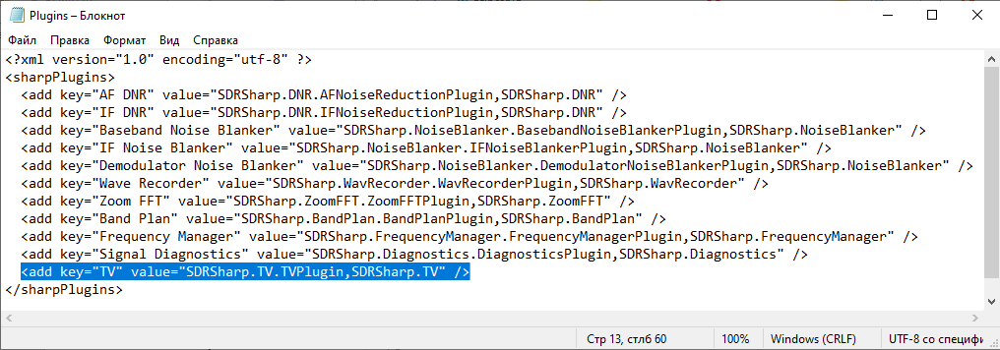 Plugins – Блокнот
Файл Правка Формат Вид Справка
<?xml version="1.0" encoding="utf-8" ?>
<sharpPlugins>
<add key="AF DNR" value="SDRSharp.DNR.AFNoiseReductionPlugin,SDRSharp.DNR" />
<add key="IF DNR" value="SDRSharp.DNR.IFNoiseReductionPlugin,SDRSharp.DNR" />
<add key="Baseband Noise Blanker" value="SDRSharp.NoiseBlanker.BasebandNoiseBlankerPlugin,SDRSharp.NoiseBlanker" />
<add key="IF Noise Blanker" value="SDRSharp.NoiseBlanker.IFNoiseBlankerPlugin,SDRSharp.NoiseBlanker" />
<add key="Demodulator Noise Blanker" value="SDRSharp.NoiseBlanker.DemodulatorNoiseBlankerPlugin,SDRSharp.NoiseBlanker" />
<add key="Wave Recorder" value="SDRSharp.WavRecorder.WavRecorderPlugin,SDRSharp.WavRecorder" />
<add key="Zoom FFT" value="SDRSharp.ZoomFFT.ZoomFFTPlugin,SDRSharp.ZoomFFT" />
<add key="Band Plan" value="SDRSharp.BandPlan.BandPlanPlugin,SDRSharp.BandPlan" />
<add key="Frequency Manager" value="SDRSharp.FrequencyManager.FrequencyManagerPlugin,SDRSharp.FrequencyManager" />
<add key="Signal Diagnostics" value="SDRSharp.Diagnostics.DiagnosticsPlugin,SDRSharp.Diagnostics" />
<add key="TV" value="SDRSharp.TV.TVPlugin,SDRSharp.TV" />
</sharpPlugins>
Стр 13, стлб 60 100% Windows (CRLF) UTF-8 со специфи